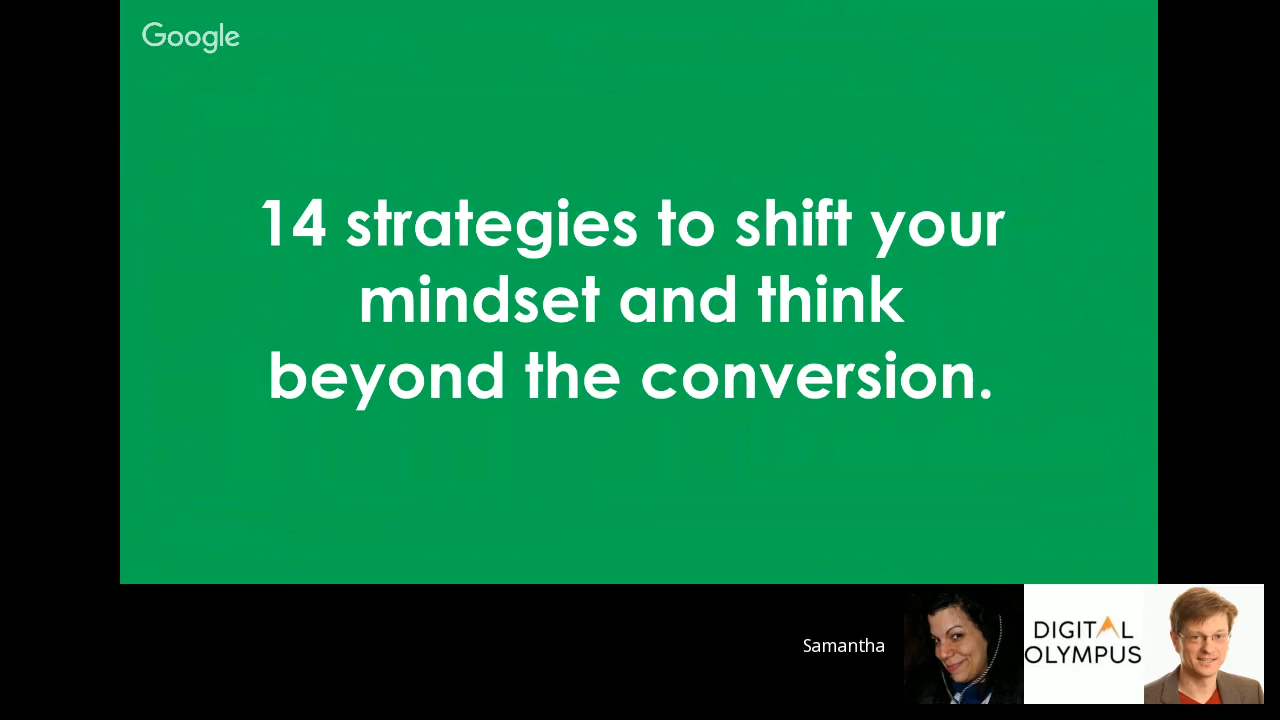 Google
14 strategies to shift your
mindset and think
beyond the conversion.
Samantha
DIGITAL
OLYMPUS